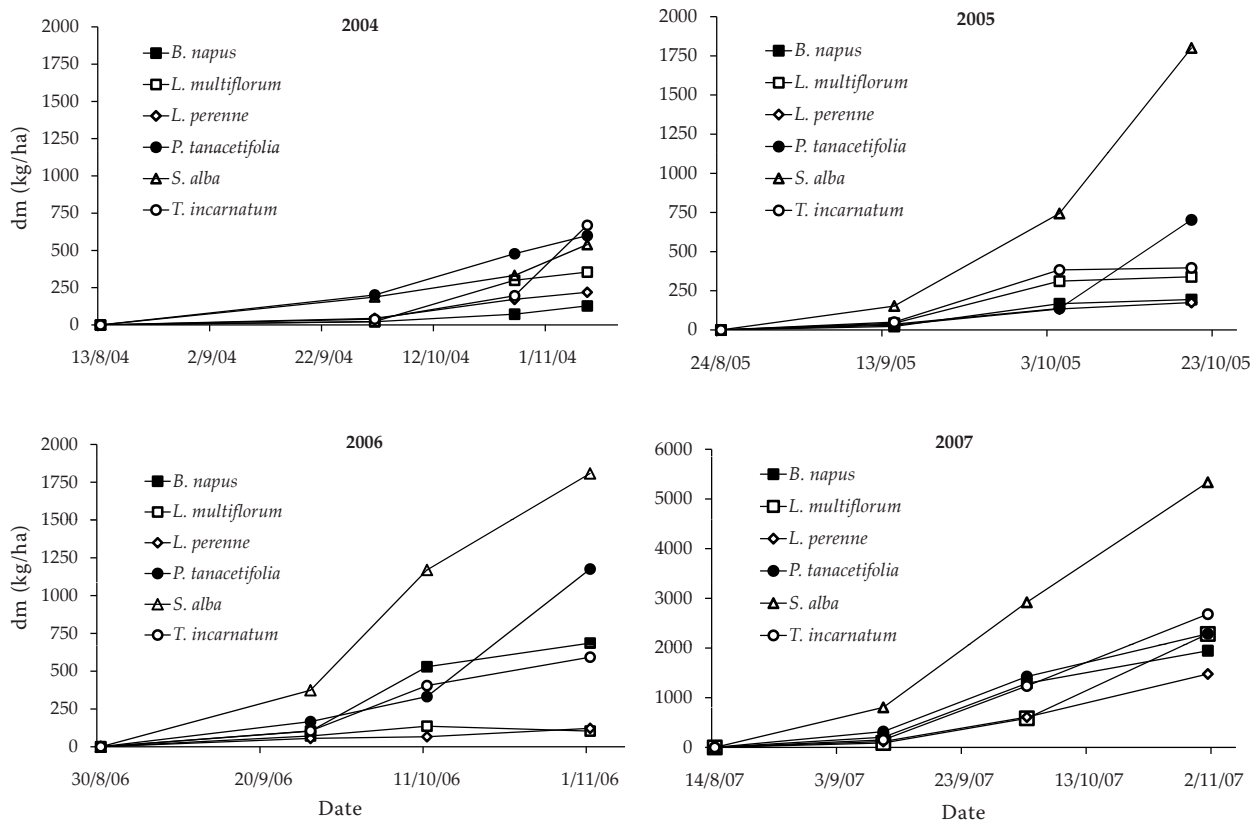 2004
2000
1750
1500
1250
1000
750
500
250
0
dm (kg/ha)
B. napus
L. multiflorum
L. perenne
P. tanacetifolia
S. alba
T. incarnatum
13/8/04 2/9/04 22/9/04 12/10/04 1/11/04
2005
2000
1750
1500
1250
1000
750
500
250
0
B. napus
L. multiflorum
L. perenne
P. tanacetifolia
S. alba
T. incarnatum
24/8/05 13/9/05 3/10/05 23/10/05
2006
2000
1750
1500
1250
1000
750
500
250
0
dm (kg/ha)
B. napus
L. multiflorum
L. perenne
P. tanacetifolia
S. alba
T. incarnatum
30/8/06 20/9/06 11/10/06 1/11/06
Date
2007
6000
5000
4000
3000
2000
1000
0
B. napus
L. multiflorum
L. perenne
P. tanacetifolia
S. alba
T. incarnatum
14/8/07 3/9/07 23/9/07 13/10/07 2/11/07
Date